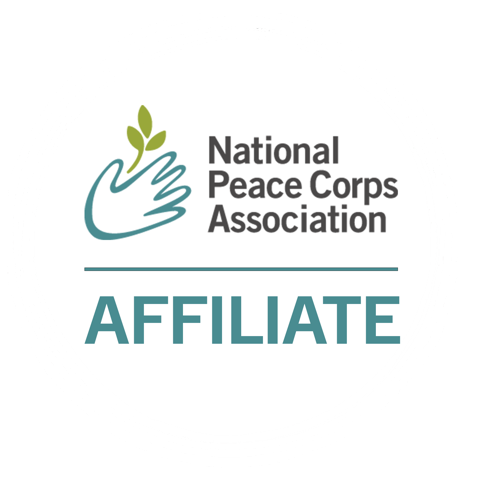 National
Peace Corps
Association
AFFILIATE